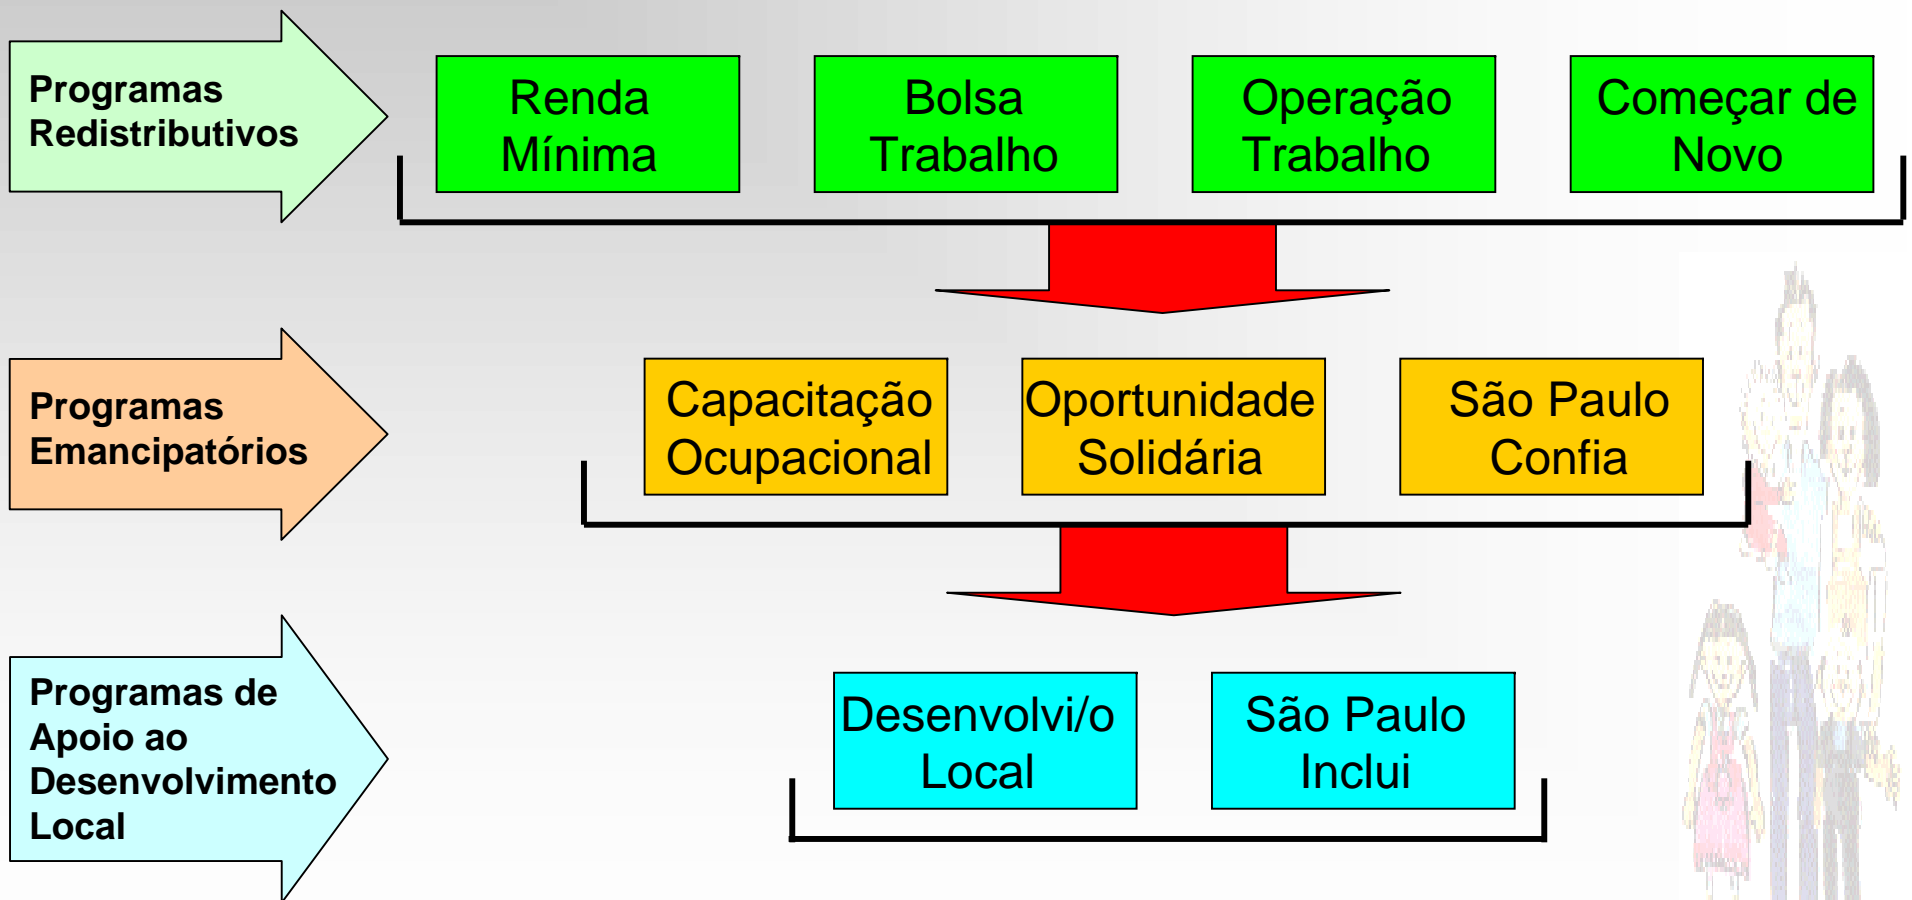 Programas
Redistributivos
Renda
Mínima
Bolsa
Trabalho
Operação
Trabalho
Começar de
Novo
Programas
Emancipatórios
Capacitação
Ocupacional
Oportunidade
Solidária
São Paulo
Confia
Programas de
Apoio ao
Desenvolvimento
Local
Desenvolvi/o
Local
São Paulo
Inclui